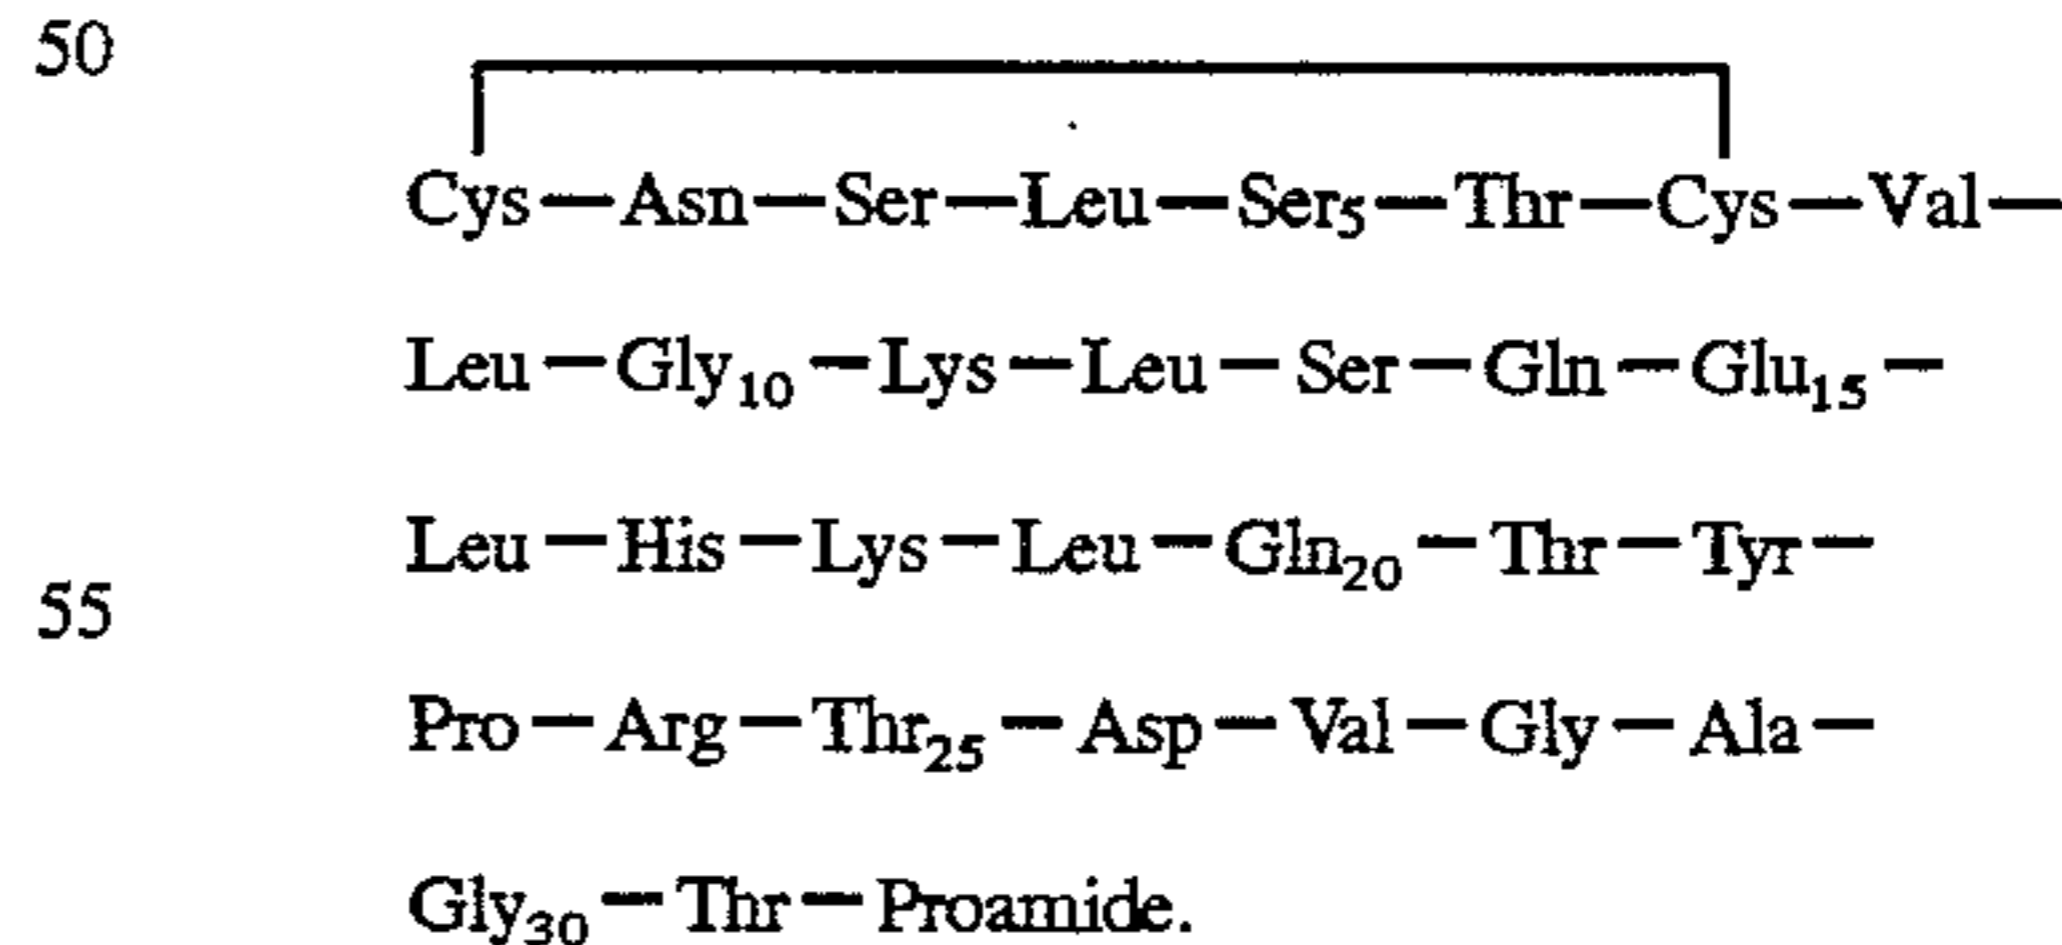 50
Cys—Asn—Ser—Leu—Ser₅—Thr—Cys—Val—
Leu—Gly₁₀—Lys—Leu—Ser—Gln—Glu₁₅—
Leu—His—Lys—Leu—Gln₂₀—Thr—Tyr—
55
Pro—Arg—Thr₂₅—Asp—Val—Gly—Ala—
Gly₃₀—Thr—Proamide.